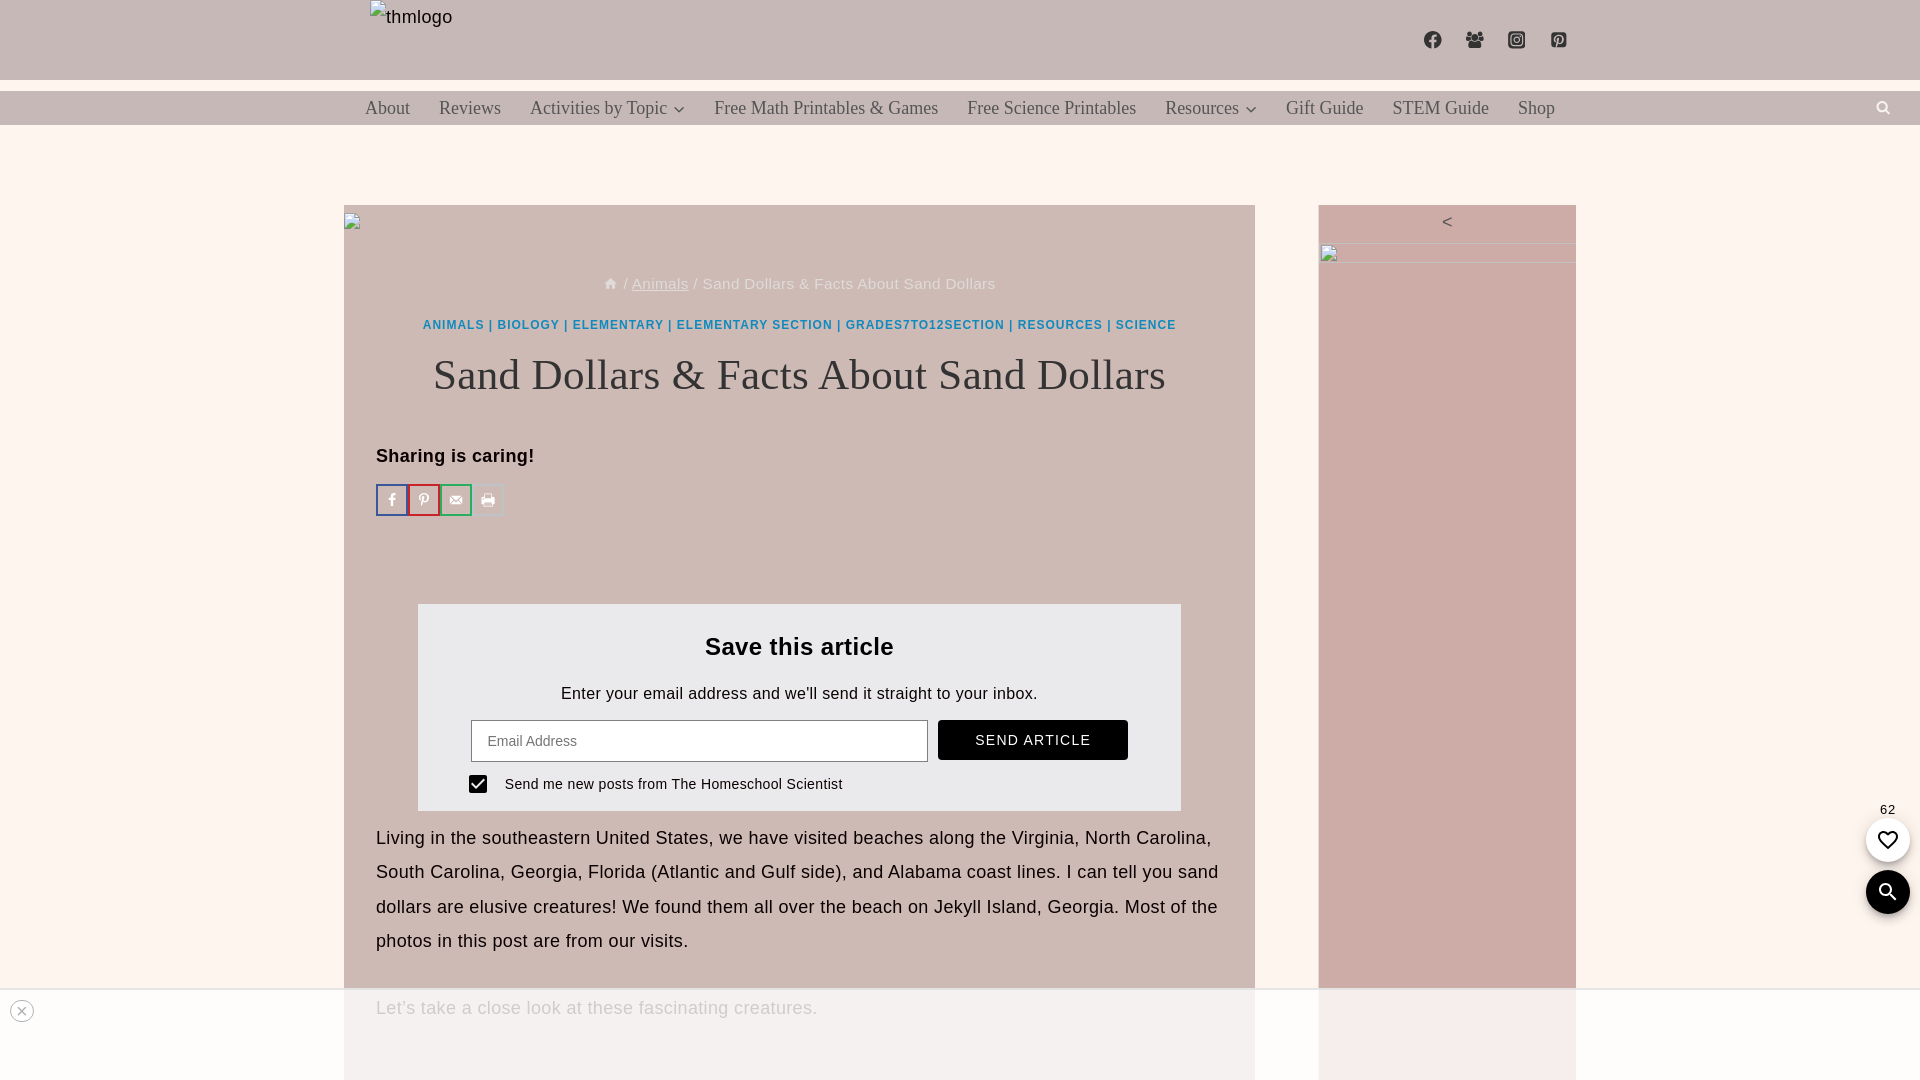 thmlogo
About Reviews Activities by Topic Free Math Printables & Games Free Science Printables Resources Gift Guide STEM Guide Shop
<
/ Animals / Sand Dollars & Facts About Sand Dollars
ANIMALS | BIOLOGY | ELEMENTARY | ELEMENTARY SECTION | GRADES7TO12SECTION | RESOURCES | SCIENCE
Sand Dollars & Facts About Sand Dollars
Sharing is caring!
Save this article
Enter your email address and we'll send it straight to your inbox.
Email Address
SEND ARTICLE
Send me new posts from The Homeschool Scientist
62
Living in the southeastern United States, we have visited beaches along the Virginia, North Carolina,
South Carolina, Georgia, Florida (Atlantic and Gulf side), and Alabama coast lines. I can tell you sand
dollars are elusive creatures! We found them all over the beach on Jekyll Island, Georgia. Most of the
photos in this post are from our visits.
Let's take a close look at these fascinating creatures.